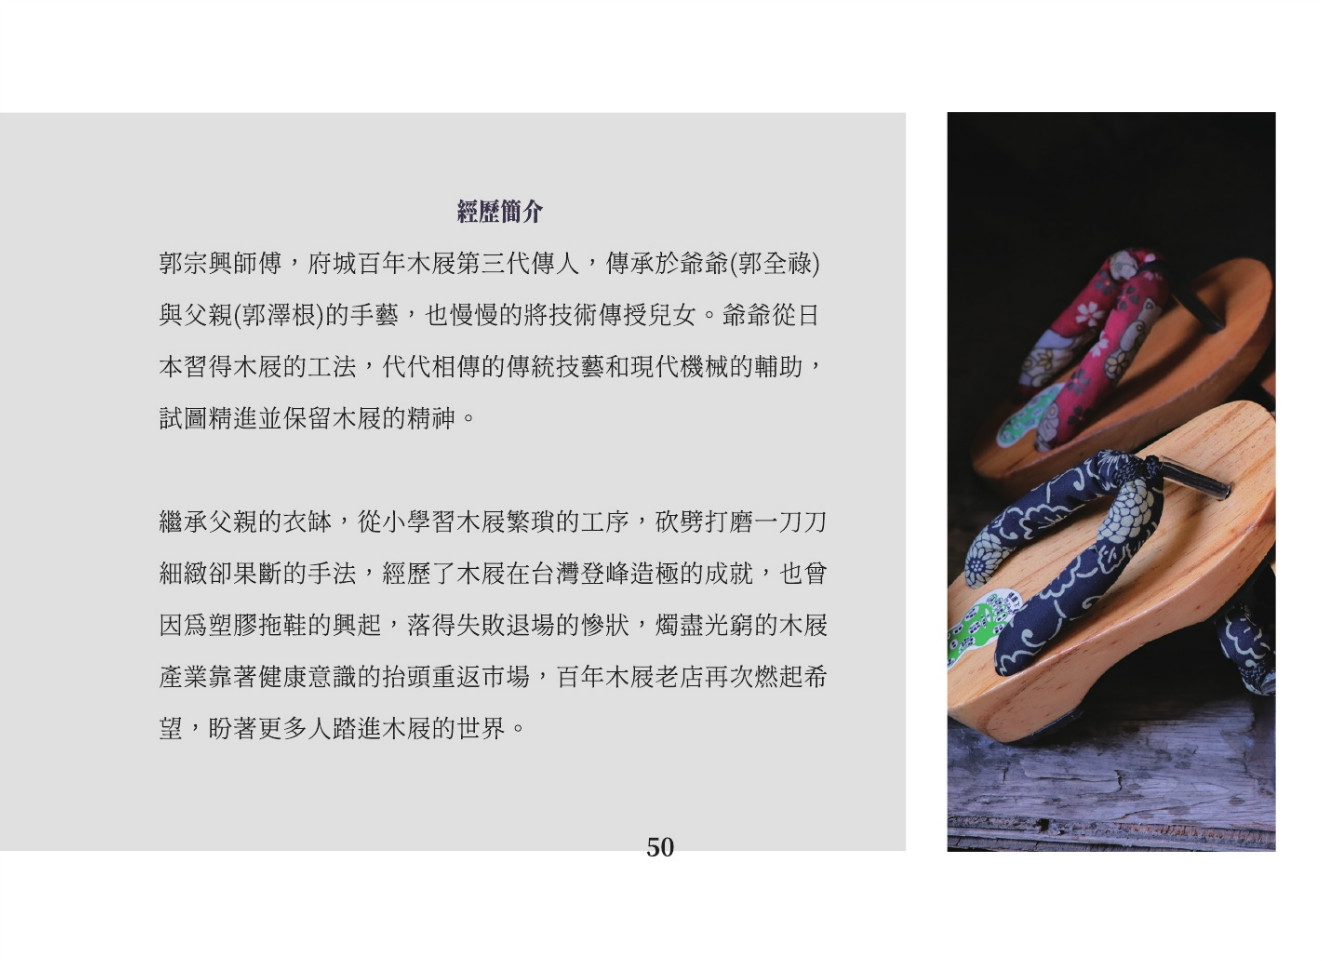 經歷簡介
郭宗興師傅，府城百年木屐第三代傳人，傳承於爺爺(郭全祿)
與父親(郭澤根)的手藝，也慢慢的將技術傳授兒女。爺爺從日
本習得木屐的工法，代代相傳的傳統技藝和現代機械的輔助，
試圖精進並保留木屐的精神。
繼承父親的衣缽，從小學習木屐繁瑣的工序，砍劈打磨一刀刀
細緻卻果斷的手法，經歷了木屐在台灣登峰造極的成就，也曾
因為塑膠拖鞋的興起，落得失敗退場的慘狀，燭盡光窮的木屐
產業靠著健康意識的抬頭重返市場，百年木屐老店再次燃起希
望，盼著更多人踏進木屐的世界。
50